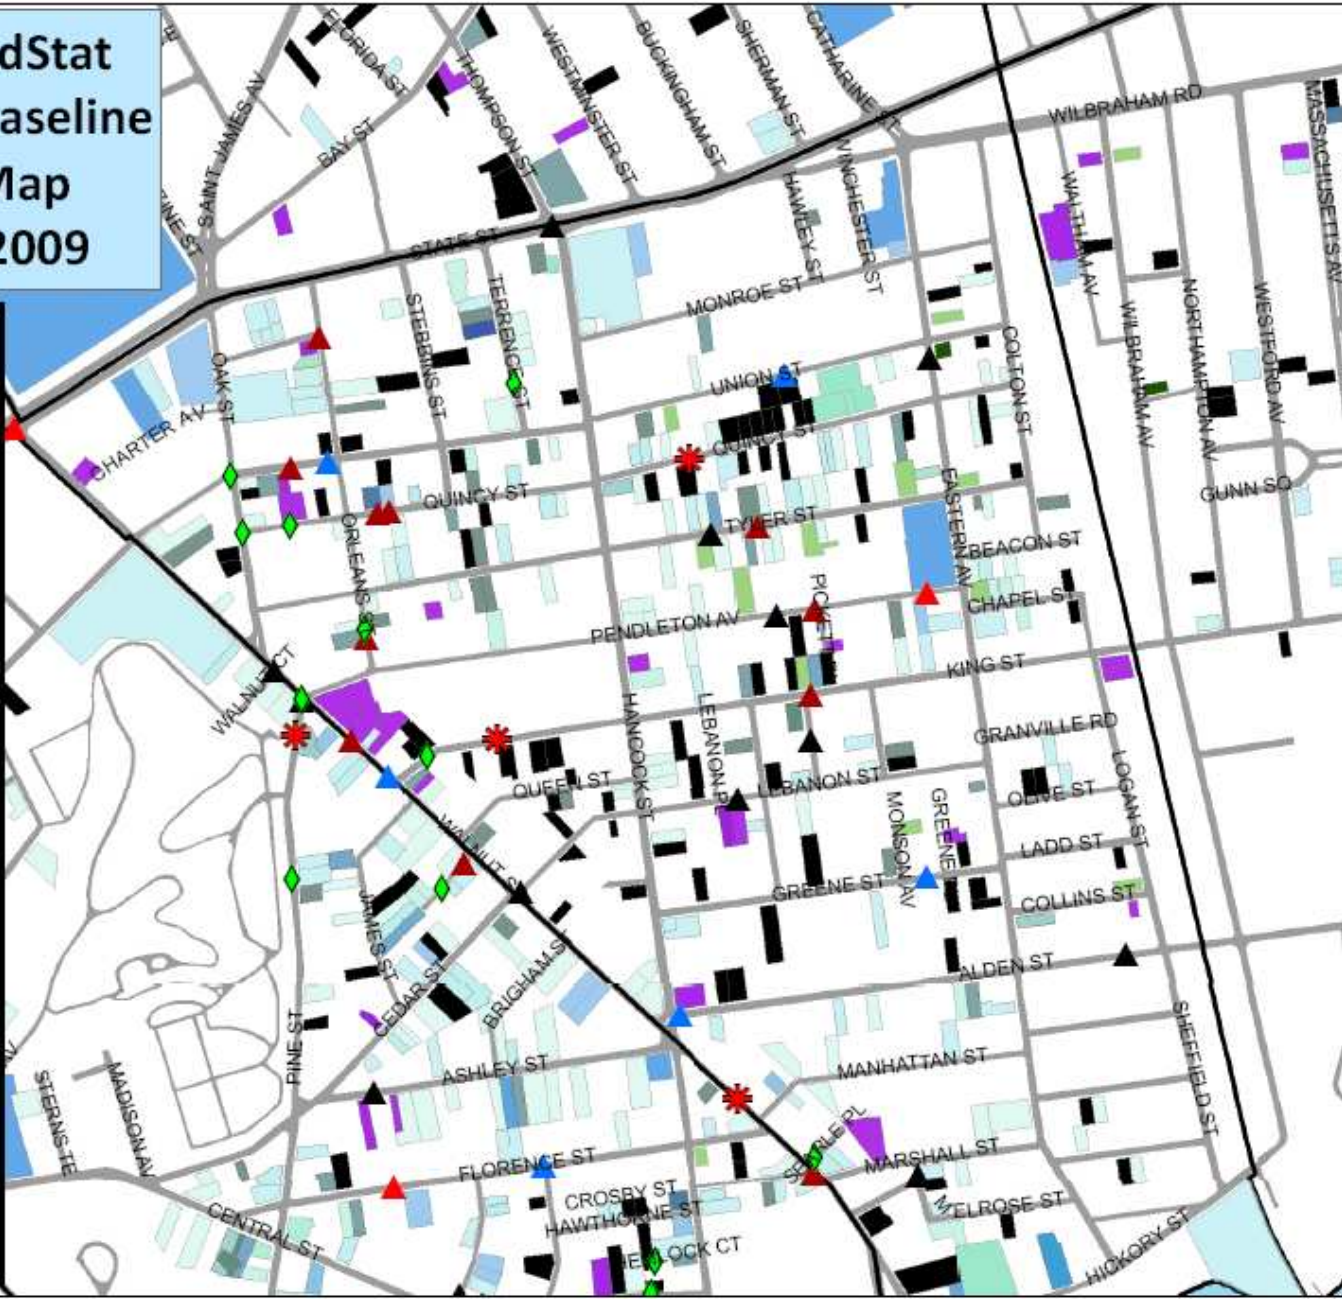 dStat
aseline
Map
2009
FLORIDA ST
THOMPSON ST
WESTMINSTER ST
BUCKINGHAM ST
SHERMAN ST
CATHARINE ST
WILBRAHAM RD
MASSACHUSETTS AV
SAINT JAMES AV
BAY ST
STATE ST
HAWLEY ST
WINCHESTER ST
WALTHAM AV
MONROE ST
TERRENCE ST
STEBBINS ST
OAK ST
UNION ST
COLTON ST
WILBRAHAM AV
NORTHAMPTON AV
WESTFORD AV
CHARTER AV
QUINCY ST
QUINCY ST
GUNN SQ
ORLEANS ST
TYLER ST
EASTERN AV
BEACON ST
CHAPEL ST
PENDLETON AV
KING ST
WALNUT CT
HANCOCK ST
LEBANON PL
GRANVILLE RD
LOGAN ST
QUEEN ST
LEBANON ST
OLIVE ST
MONSON AV
GREENE
LADD ST
WALNUT ST
GREENE ST
COLLINS ST
JAMES ST
CEDAR ST
BRIGHAM ST
ALDEN ST
PINE ST
SHEFFIELD ST
ASHLEY ST
MANHATTAN ST
STERNS TE
MADISON AV
SEARLE PL
MARSHALL ST
FLORENCE ST
CROSBY ST
HAWTHORNE ST
MELROSE ST
CENTRAL ST
HEMLOCK CT
HICKORY ST